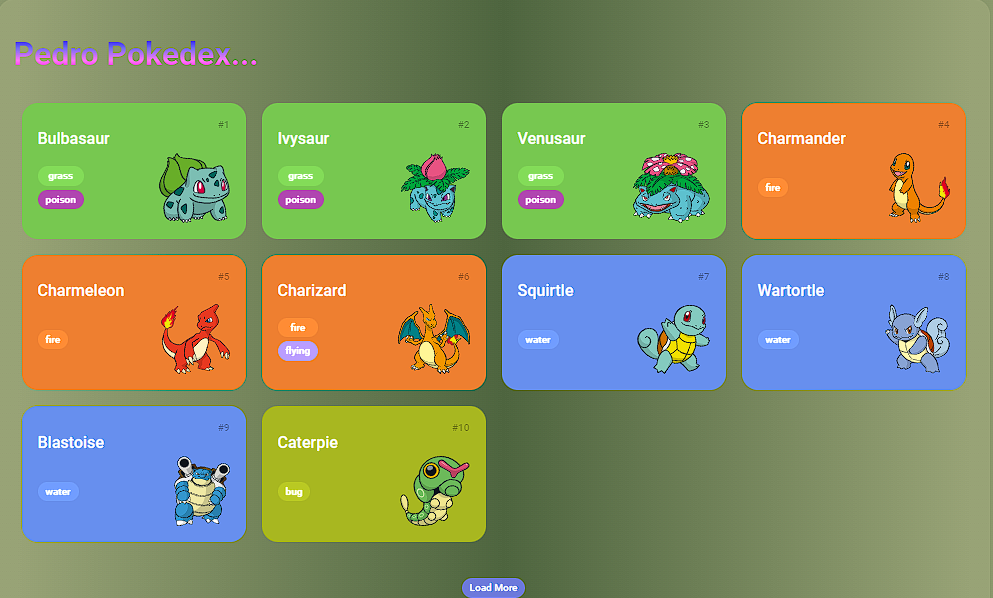 Pedro Pokedex...
#1
Bulbasaur
grass
poison
#2
Ivysaur
grass
poison
#3
Venusaur
grass
poison
#4
Charmander
fire
#5
Charmeleon
fire
#6
Charizard
fire
flying
#7
Squirtle
water
#8
Wartortle
water
#9
Blastoise
water
#10
Caterpie
bug
Load More